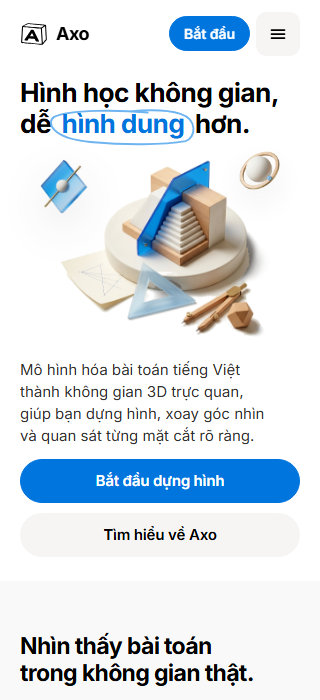 Axo
Bắt đầu
Hình học không gian,
dễ hình dung hơn.
Mô hình hóa bài toán tiếng Việt
thành không gian 3D trực quan,
giúp bạn dựng hình, xoay góc nhìn
và quan sát từng mặt cắt rõ ràng.
Bắt đầu dựng hình
Tìm hiểu về Axo
Nhìn thấy bài toán
trong không gian thật.